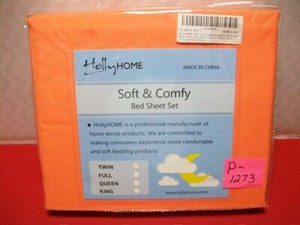 HollyHOME
MADE IN CHINA
Soft & Comfy
Bed Sheet Set
HollyHOME is a professional manufacturer of
home textile products. We are committed to
making consumers experience more comfortable
and soft bedding products.
TWIN
FULL
QUEEN
KING
www.hollyhome.com
P-
1273